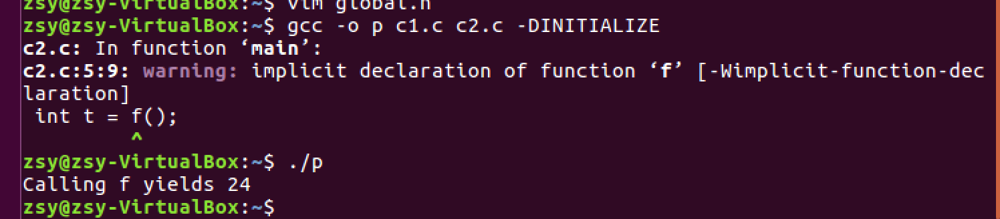 zsy@zsy-VirtualBox:~$ vim global.h
zsy@zsy-VirtualBox:~$ gcc -o p c1.c c2.c -DINITIALIZE
c2.c: In function ‘main’:
c2.c:5:9: warning: implicit declaration of function ‘f’ [-Wimplicit-function-dec
laration]
 int t = f();
         ^
zsy@zsy-VirtualBox:~$ ./p
Calling f yields 24
zsy@zsy-VirtualBox:~$